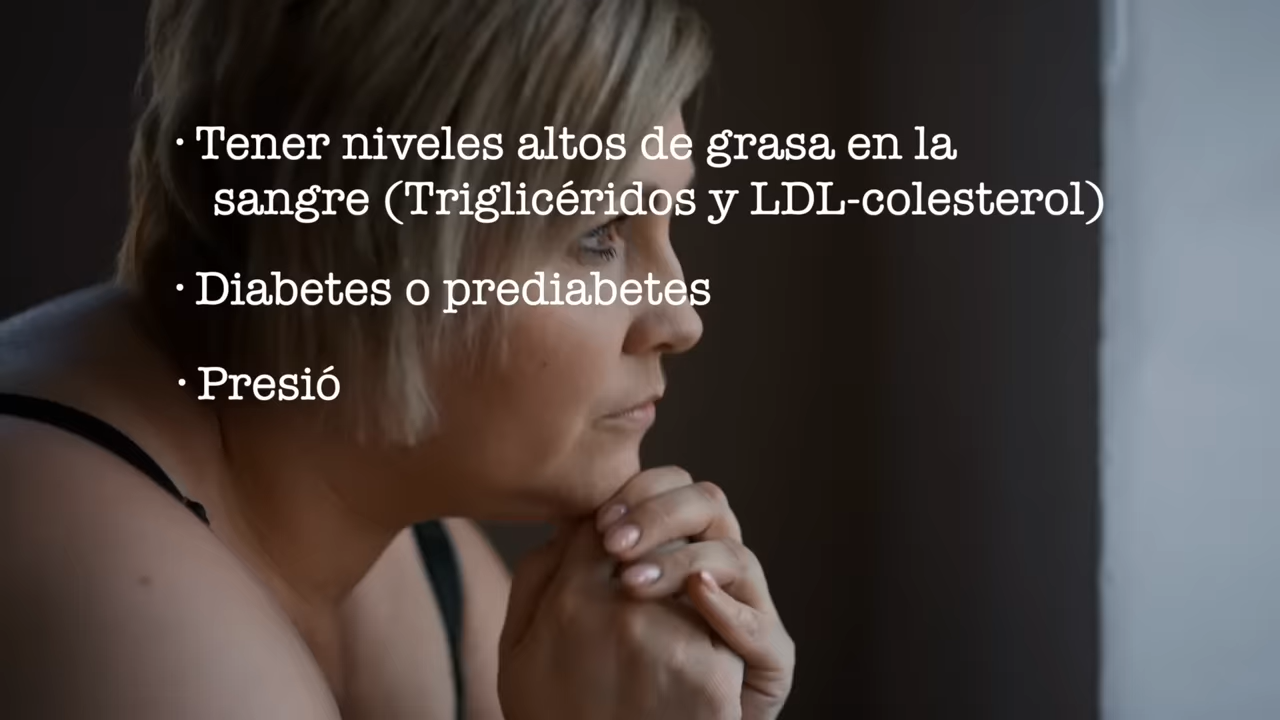 · Tener niveles altos de grasa en la
sangre (Triglicéridos y LDL-colesterol)
· Diabetes o prediabetes
· Presió